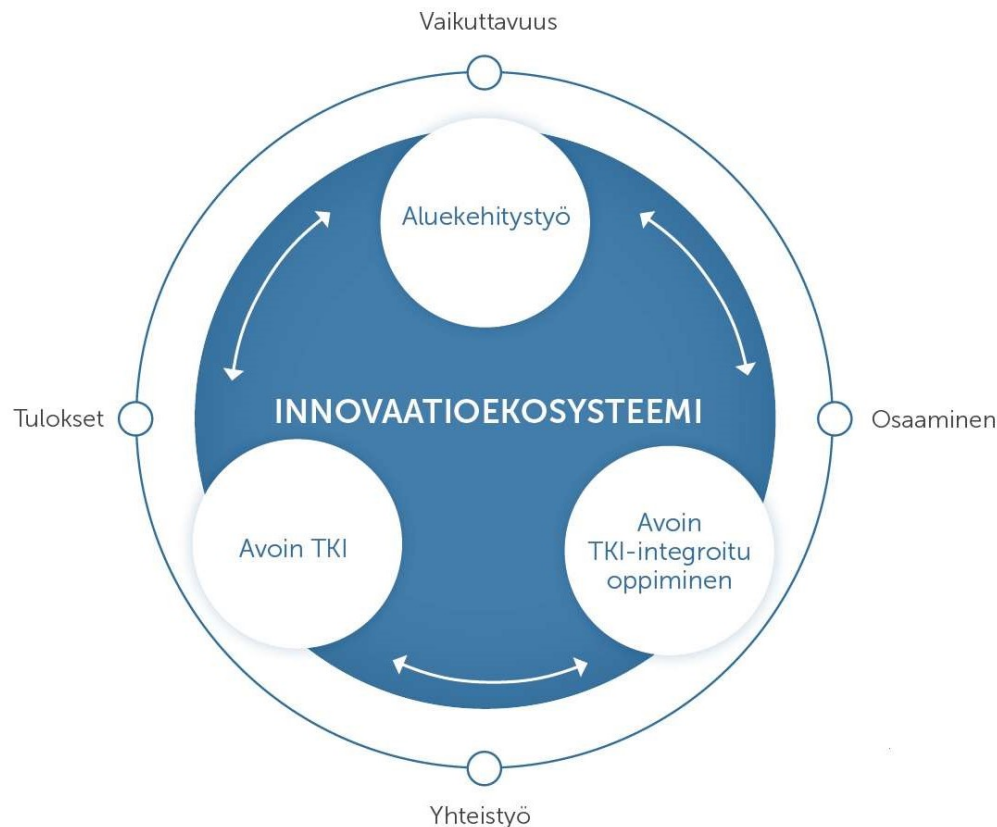 Vaikuttavuus
Aluekehitystyö
INNOVAATIOEKOSYSTEEMI
Tulokset
Osaaminen
Avoin TKI
Avoin
TKI-integroitu
oppiminen
Yhteistyö